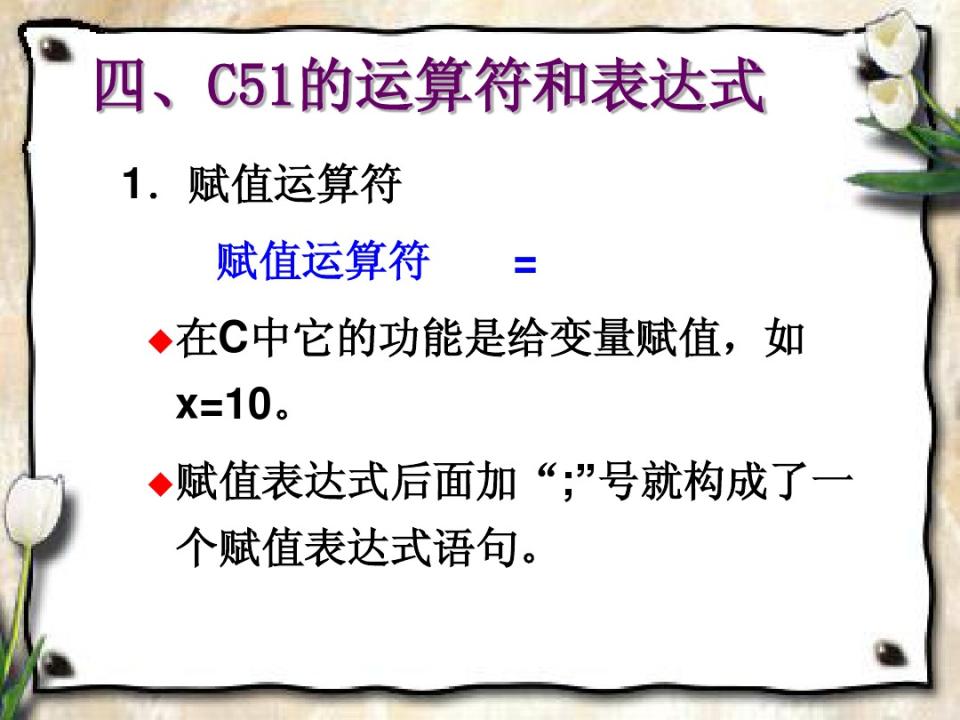 四、C51的运算符和表达式
1．赋值运算符
赋值运算符 =
◆在C中它的功能是给变量赋值，如
x=10。
◆赋值表达式后面加“;”号就构成了一
个赋值表达式语句。